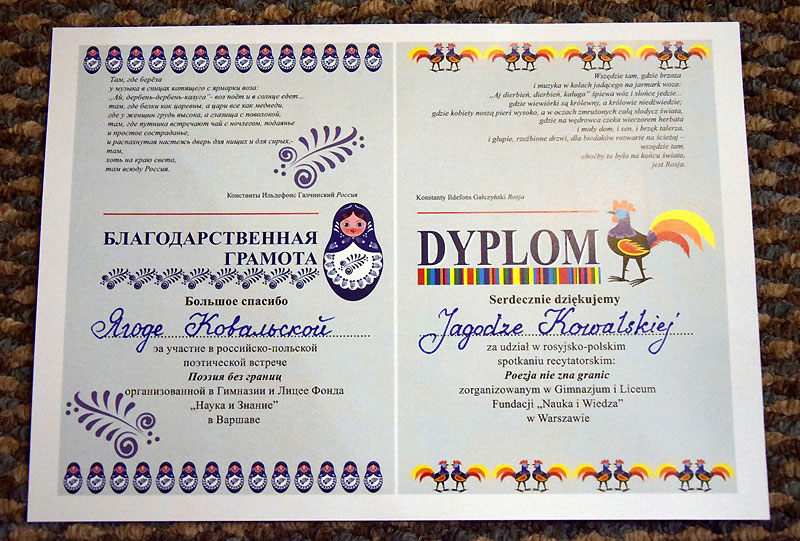 Там, где берёза
и музыка в спицах катящего с ярмарки воза:
„Ай, дербень-дербень-калуга”- воз поёт и в солнце едет...
там, где белки как царевны, а цари все как медведи,
где у женщин грудь высока, а глазища с поволокой,
там, где путника встречают чай с ночлегом, подаянье
и простое состраданье,
и распахнутая настежь дверь для нищих и для сирых,-
там,
хоть на краю света,
там всюду Россия.
Константы Ильдефонс Галчинский Россия
БЛАГОДАРСТВЕННАЯ
ГРАМОТА
Большое спасибо
Ягоде Ковальской
за участие в российско-польской
поэтической встрече
Поэзия без границ
организованной в Гимназии и Лицее Фонда
„Наука и Знание”
в Варшаве
Wszędzie tam, gdzie brzoza
i muzyka w kołach jadącego na jarmark woza:
„Aj dierbień, dierbień, kaługa” śpiewa wóz i słońce jedzie...
gdzie wiewiórki są królewny, a królowie niedźwiedzie;
gdzie kobiety noszą pierś wysoko, a w oczach zmrużonych całą słodycz świata,
gdzie na wędrowca czeka wieczorem herbata
i mały dom, i sen, i brzęk talerza,
i głupie, rzeźbione drzwi, dla biedaków rozwarte na ścieżaj –
wszędzie tam,
choćby to było na końcu świata,
jest Rosja.
Konstanty Ildefons Gałczyński Rosja
DYPLOM
Serdecznie dziękujemy
Jagodze Kowalskiej
za udział w rosyjsko-polskim
spotkaniu recytatorskim:
Poezja nie zna granic
zorganizowanym w Gimnazjum i Liceum
Fundacji „Nauka i Wiedza”
w Warszawie